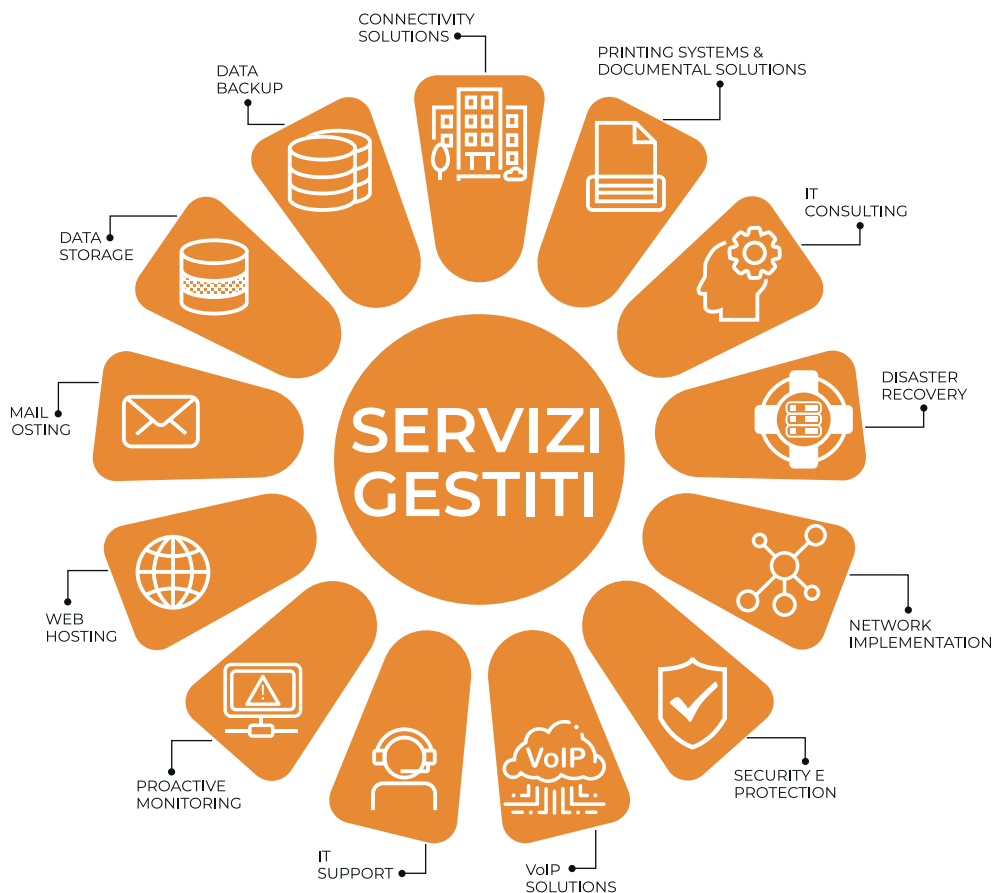 CONNECTIVITY
SOLUTIONS
PRINTING SYSTEMS &
DOCUMENTAL SOLUTIONS
DATA
BACKUP
IT
CONSULTING
DATA
STORAGE
DISASTER
RECOVERY
MAIL
OSTING
SERVIZI
GESTITI
WEB
HOSTING
NETWORK
IMPLEMENTATION
VoIP
PROACTIVE
MONITORING
SECURITY E
PROTECTION
IT
SUPPORT
VoIP
SOLUTIONS